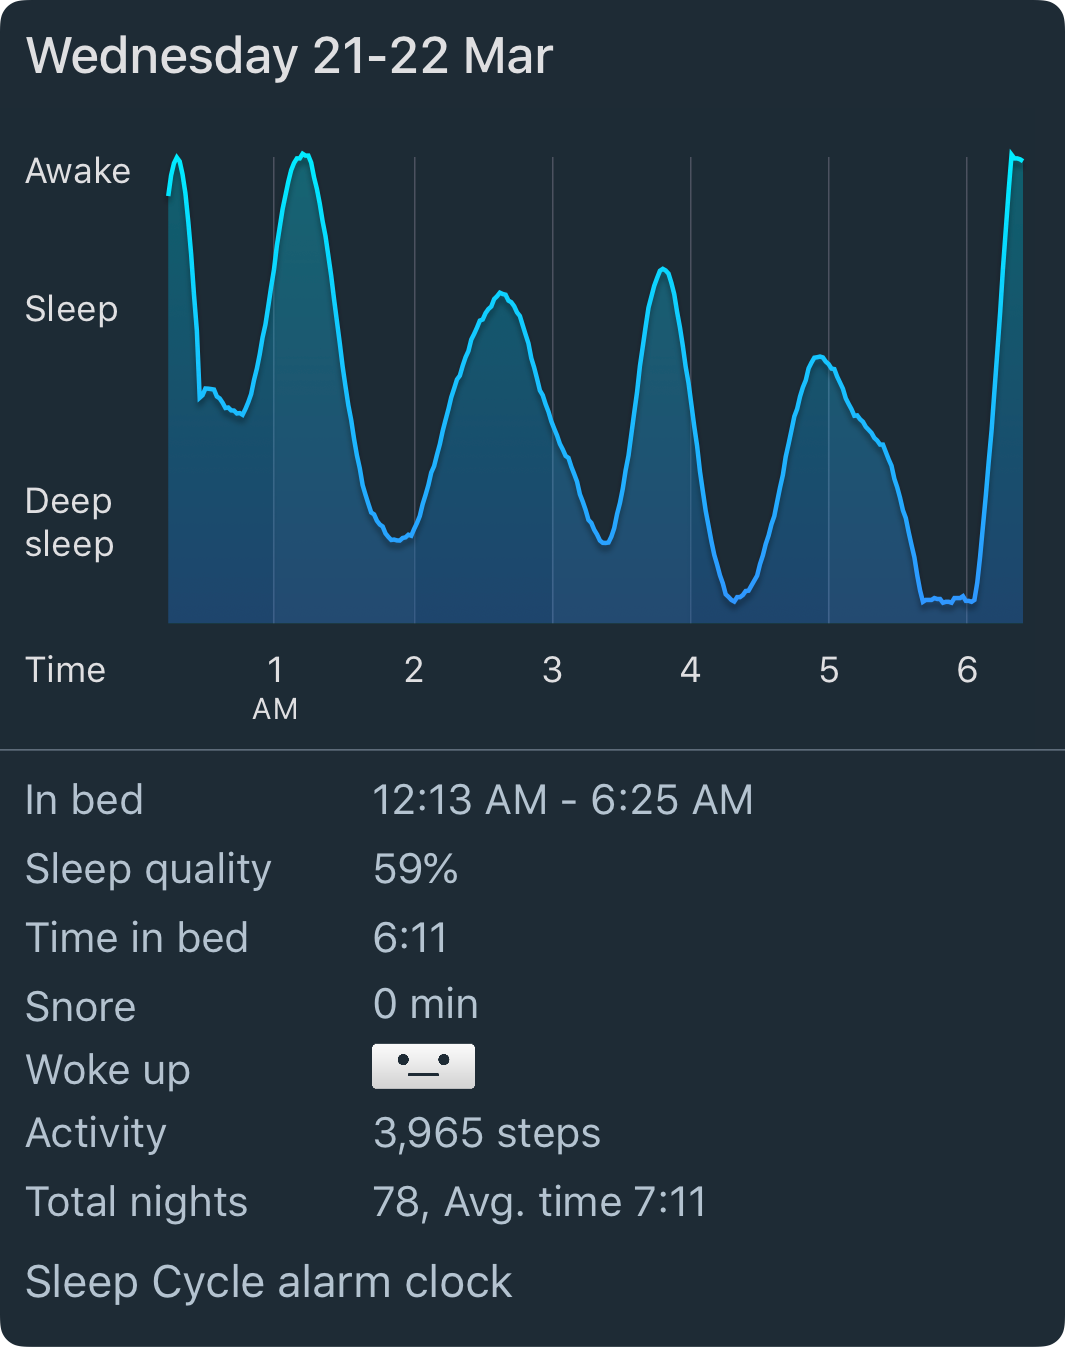 Wednesday 21-22 Mar
Awake
Sleep
Deep
sleep
Time 1 2 3 4 5 6
AM
In bed 12:13 AM - 6:25 AM
Sleep quality 59%
Time in bed 6:11
Snore 0 min
Woke up
Activity 3,965 steps
Total nights 78, Avg. time 7:11
Sleep Cycle alarm clock